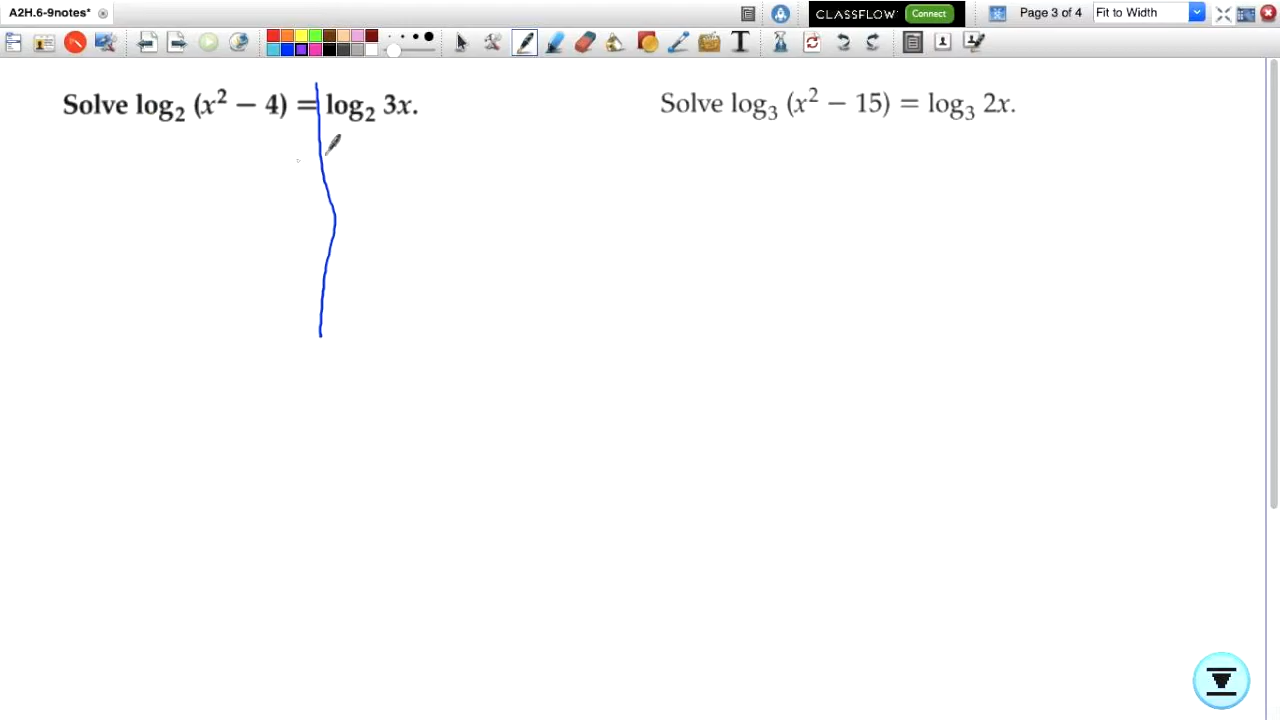 A2H.6-9notes*
CLASSFLOW Connect
Page 3 of 4
Fit to Width
T
Solve log₂ (x² − 4) = log₂ 3x.
Solve log₃ (x² − 15) = log₃ 2x.